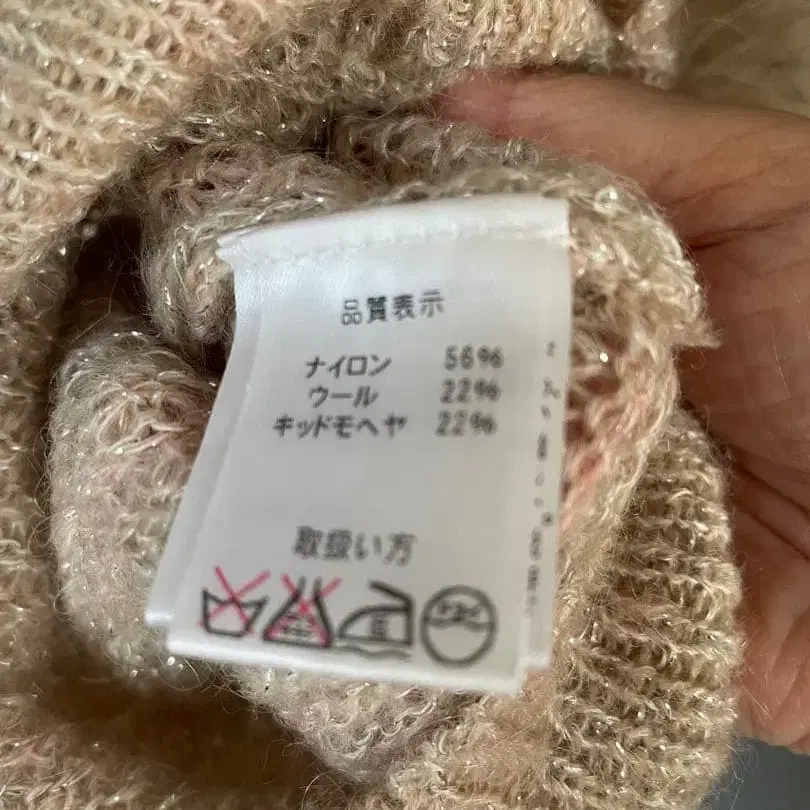 品質表示
ナイロン 56%
ウール 22%
キッドモヘヤ 22%
取扱い方